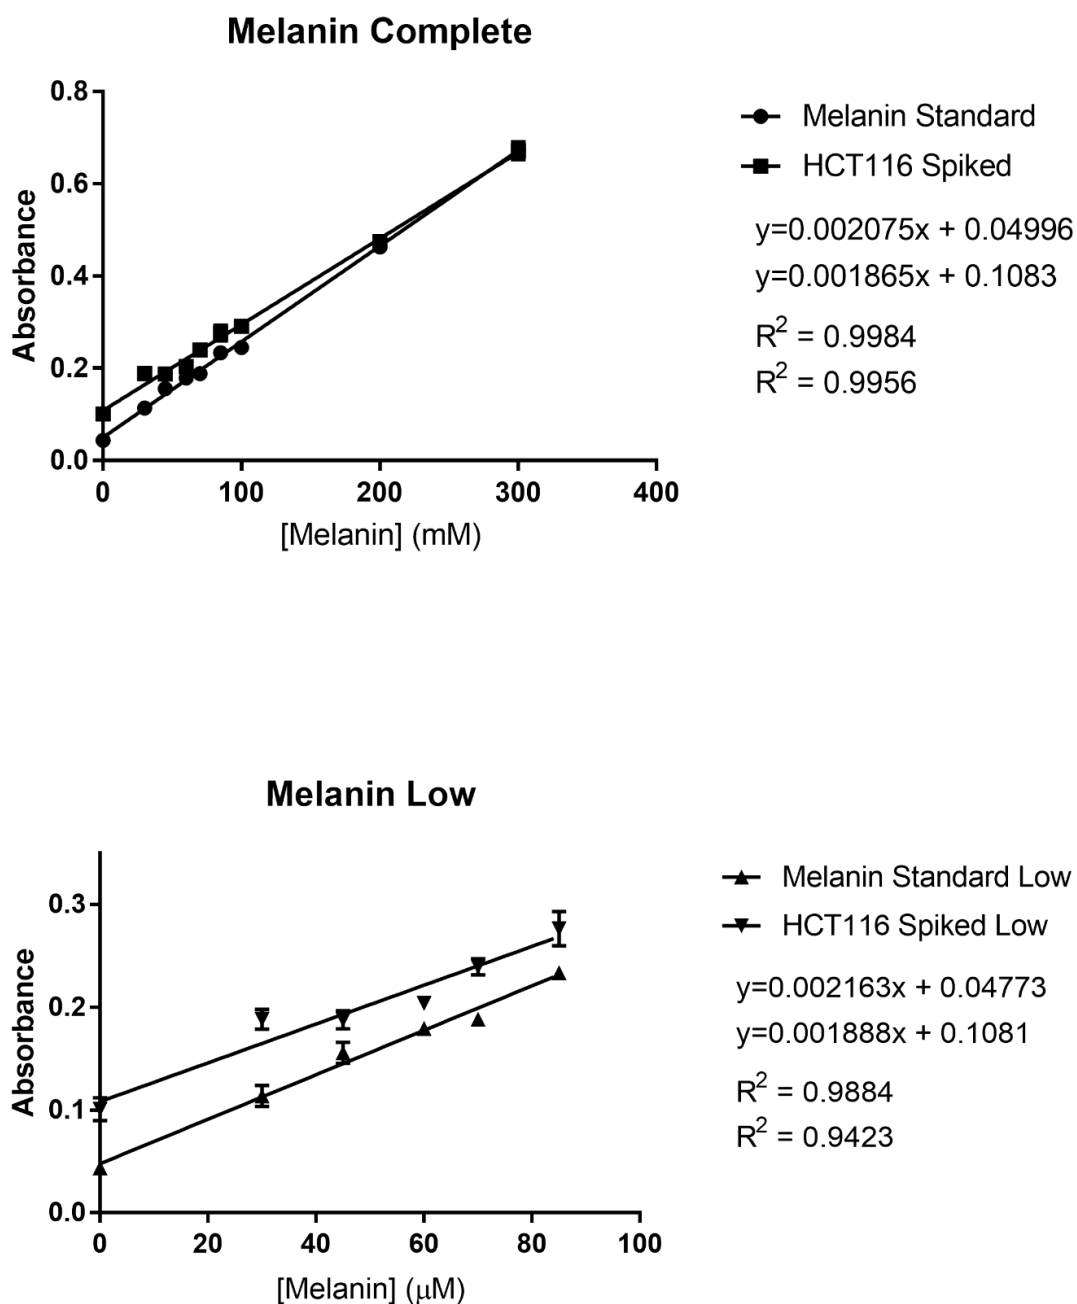 Melanin Complete
0.8
0.6
0.4
0.2
0.0
Absorbance
0 100 200 300 400
[Melanin] (mM)
Melanin Standard
HCT116 Spiked
y=0.002075x + 0.04996
y=0.001865x + 0.1083
R² = 0.9984
R² = 0.9956
Melanin Low
0.3
0.2
0.1
0.0
Absorbance
0 20 40 60 80 100
[Melanin] (μM)
Melanin Standard Low
HCT116 Spiked Low
y=0.002163x + 0.04773
y=0.001888x + 0.1081
R² = 0.9884
R² = 0.9423